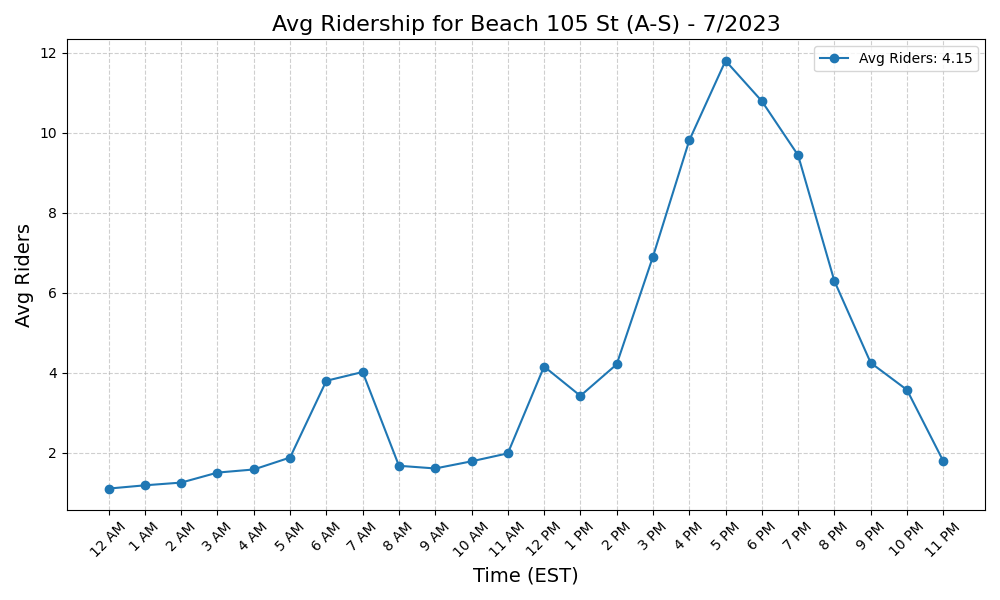 Avg Ridership for Beach 105 St (A-S) - 7/2023
Avg Riders: 4.15
Avg Riders
12
10
8
6
4
2
12 AM
1 AM
2 AM
3 AM
4 AM
5 AM
6 AM
7 AM
8 AM
9 AM
10 AM
11 AM
12 PM
1 PM
2 PM
3 PM
4 PM
5 PM
6 PM
7 PM
8 PM
9 PM
10 PM
11 PM
Time (EST)